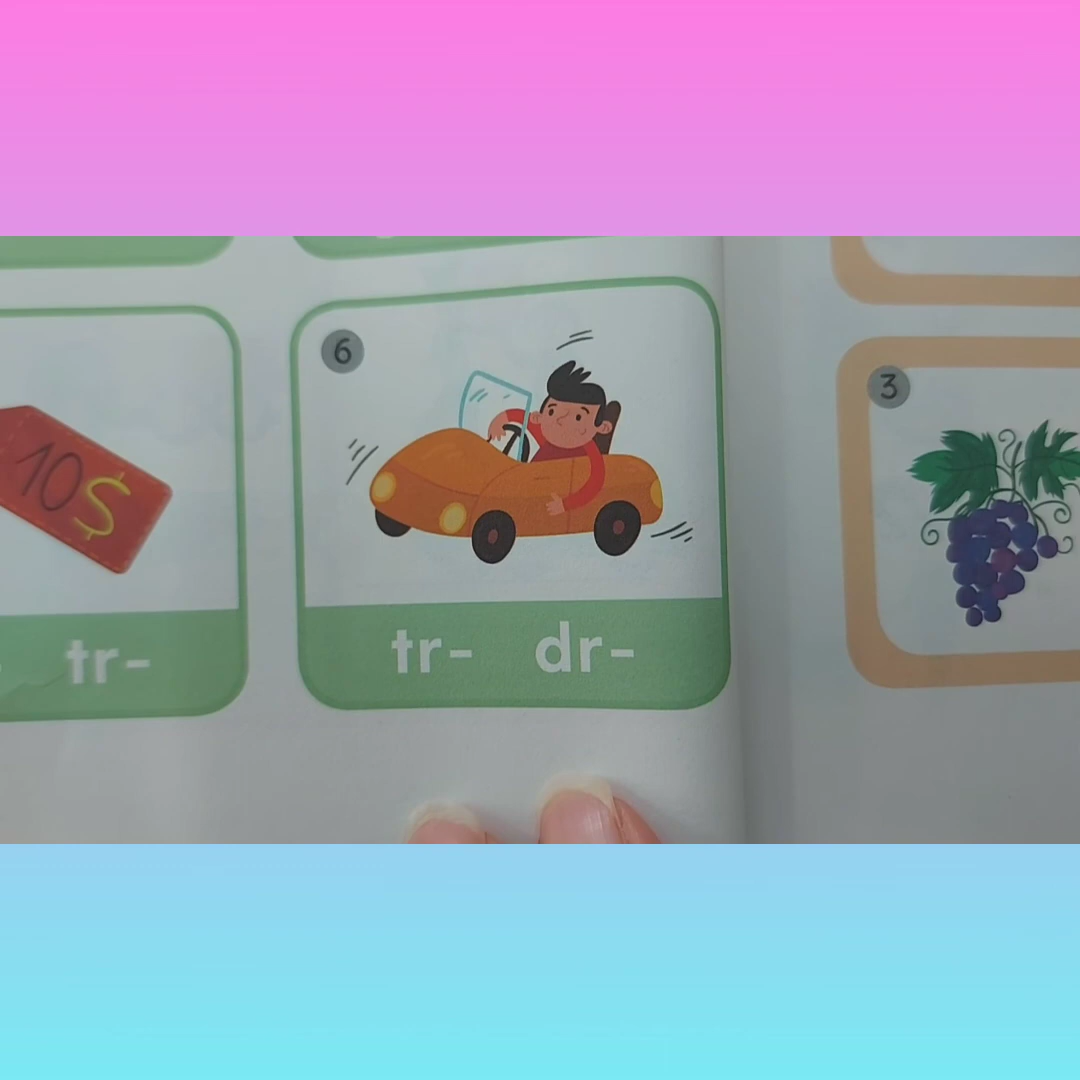 10$
tr-
6
tr- dr-
3